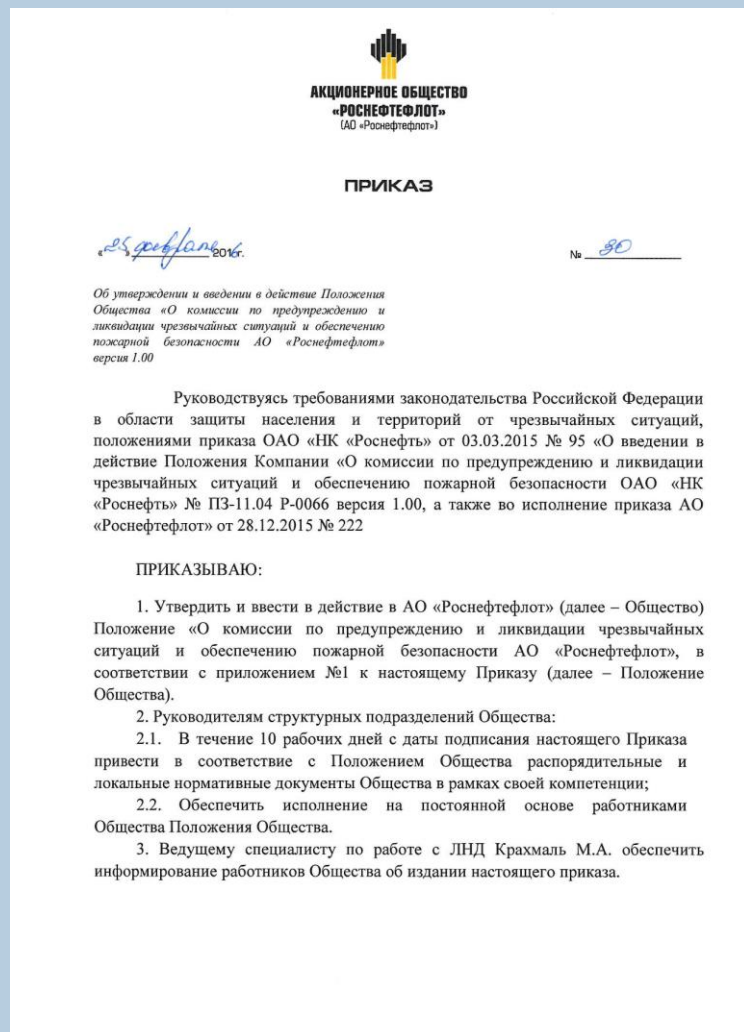 АКЦИОНЕРНОЕ ОБЩЕСТВО
«РОСНЕФТЕФЛОТ»
(АО «Роснефтефлот»)
ПРИКАЗ
«25» февраля 2016г.
№ 30
Об утверждении и введении в действие Положения
Общества «О комиссии по предупреждению и
ликвидации чрезвычайных ситуаций и обеспечению
пожарной безопасности АО «Роснефтефлот»
версия 1.00
Руководствуясь требованиями законодательства Российской Федерации
в области защиты населения и территорий от чрезвычайных ситуаций,
положениями приказа ОАО «НК «Роснефть» от 03.03.2015 № 95 «О введении в
действие Положения Компании «О комиссии по предупреждению и ликвидации
чрезвычайных ситуаций и обеспечению пожарной безопасности ОАО «НК
«Роснефть» № ПЗ-11.04 Р-0066 версия 1.00, а также во исполнение приказа АО
«Роснефтефлот» от 28.12.2015 № 222
ПРИКАЗЫВАЮ:
1. Утвердить и ввести в действие в АО «Роснефтефлот» (далее – Общество)
Положение «О комиссии по предупреждению и ликвидации чрезвычайных
ситуаций и обеспечению пожарной безопасности АО «Роснефтефлот», в
соответствии с приложением №1 к настоящему Приказу (далее – Положение
Общества).
2. Руководителям структурных подразделений Общества:
2.1. В течение 10 рабочих дней с даты подписания настоящего Приказа
привести в соответствие с Положением Общества распорядительные и
локальные нормативные документы Общества в рамках своей компетенции;
2.2. Обеспечить исполнение на постоянной основе работниками
Общества Положения Общества.
3. Ведущему специалисту по работе с ЛНД Крахмаль М.А. обеспечить
информирование работников Общества об издании настоящего приказа.